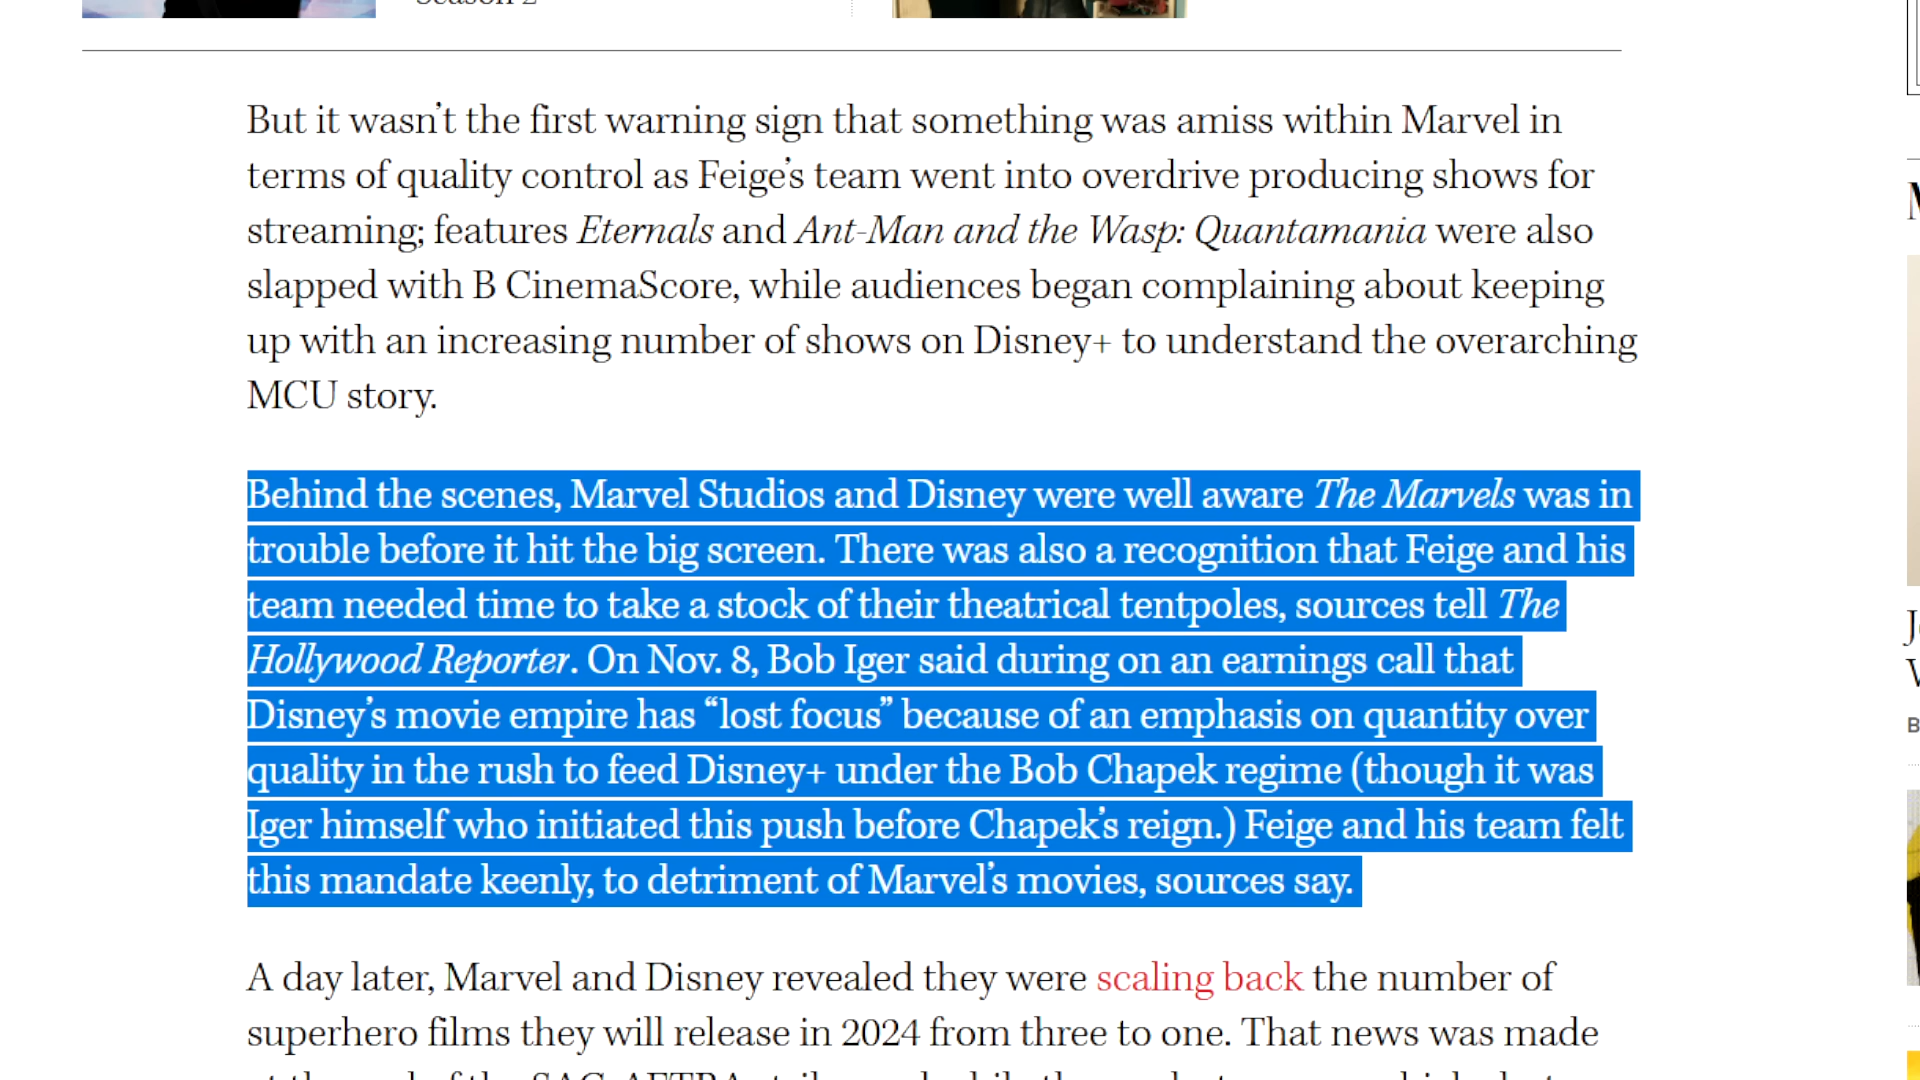 Season 2
But it wasn’t the first warning sign that something was amiss within Marvel in
terms of quality control as Feige’s team went into overdrive producing shows for
streaming; features Eternals and Ant-Man and the Wasp: Quantamania were also
slapped with B CinemaScore, while audiences began complaining about keeping
up with an increasing number of shows on Disney+ to understand the overarching
MCU story.
Behind the scenes, Marvel Studios and Disney were well aware The Marvels was in
trouble before it hit the big screen. There was also a recognition that Feige and his
team needed time to take a stock of their theatrical tentpoles, sources tell The
Hollywood Reporter. On Nov. 8, Bob Iger said during on an earnings call that
Disney’s movie empire has “lost focus” because of an emphasis on quantity over
quality in the rush to feed Disney+ under the Bob Chapek regime (though it was
Iger himself who initiated this push before Chapek’s reign.) Feige and his team felt
this mandate keenly, to detriment of Marvel’s movies, sources say.
A day later, Marvel and Disney revealed they were scaling back the number of
superhero films they will release in 2024 from three to one. That news was made